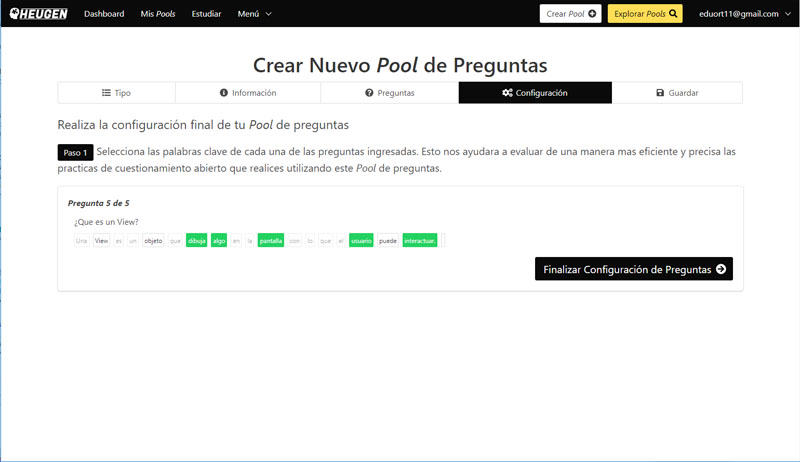 HEUGEN Dashboard Mis Pools Estudiar Menú Crear Pool Explorar Pools eduort11@gmail.com
Crear Nuevo Pool de Preguntas
Tipo Información Preguntas Configuración Guardar
Realiza la configuración final de tu Pool de preguntas
Paso 1 Selecciona las palabras clave de cada una de las preguntas ingresadas. Esto nos ayudara a evaluar de una manera mas eficiente y precisa las
practicas de cuestionamiento abierto que realices utilizando este Pool de preguntas.
Pregunta 5 de 5
¿Que es un View?
Una View es un objeto que dibuja algo en la pantalla con lo que el usuario puede interactuar.
Finalizar Configuración de Preguntas